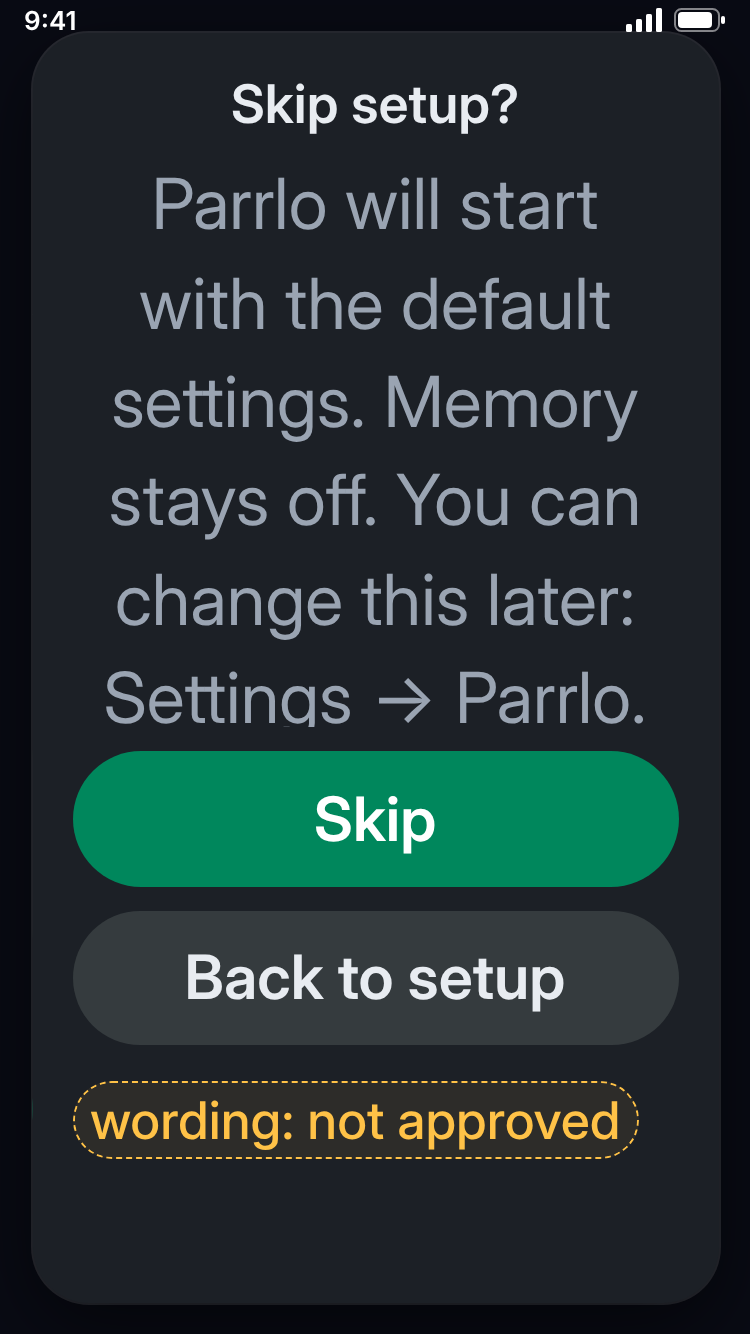 9:41
Skip setup?
Parrlo will start
with the default
settings. Memory
stays off. You can
change this later:
Settings → Parrlo.
Skip
Back to setup
wording: not approved